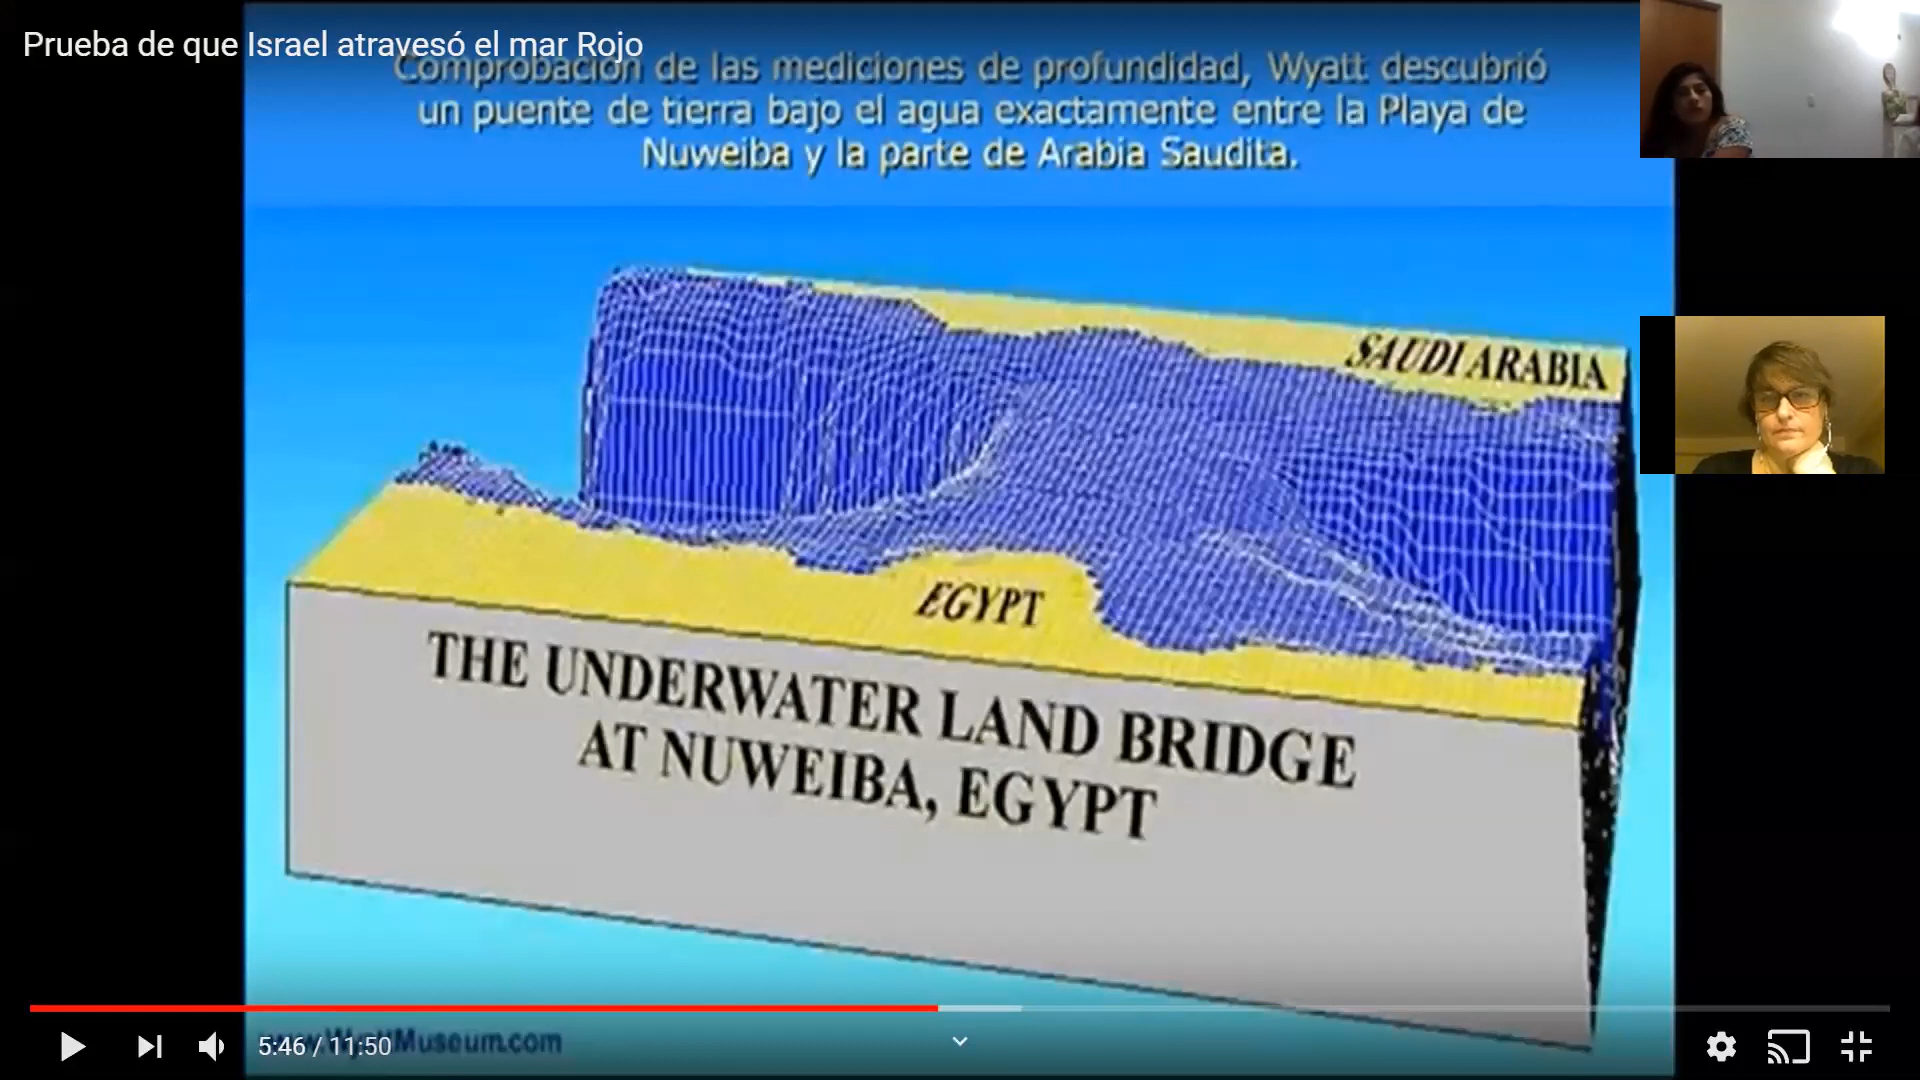 Prueba de que Israel atravesó el mar Rojo
Comprobación de las mediciones de profundidad, Wyatt descubrió
un puente de tierra bajo el agua exactamente entre la Playa de
Nuweiba y la parte de Arabia Saudita.
SAUDI ARABIA
EGYPT
THE UNDERWATER LAND BRIDGE
AT NUWEIBA, EGYPT
www.WyattMuseum.com
5:46 / 11:50